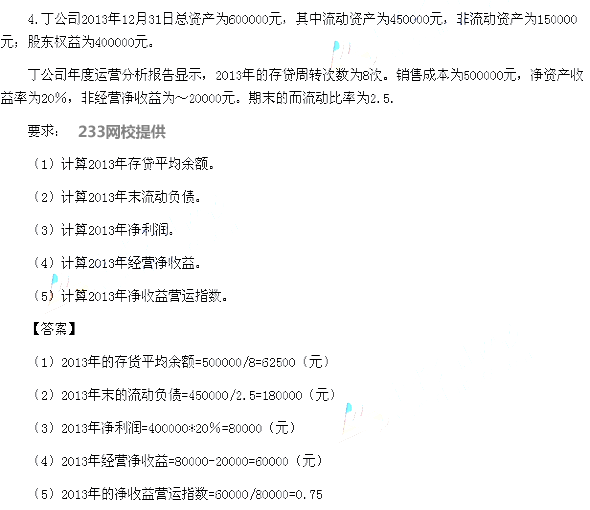 4.丁公司2013年12月31日总资产为600000元，其中流动资产为450000元，非流动资产为150000
元；股东权益为400000元。
丁公司年度运营分析报告显示，2013年的存贷周转次数为8次。销售成本为500000元，净资产收
益率为20%，非经营净收益为～20000元。期末的而流动比率为2.5.
要求： 233网校提供
（1）计算2013年存贷平均余额。
（2）计算2013年末流动负债。
（3）计算2013年净利润。
（4）计算2013年经营净收益。
（5）计算2013年净收益营运指数。
【答案】
（1）2013年的存货平均余额=500000/8=62500（元）
（2）2013年末的流动负债=450000/2.5=180000（元）
（3）2013年净利润=400000*20%=80000（元）
（4）2013年经营净收益=80000-20000=60000（元）
（5）2013年的净收益营运指数=60000/80000=0.75